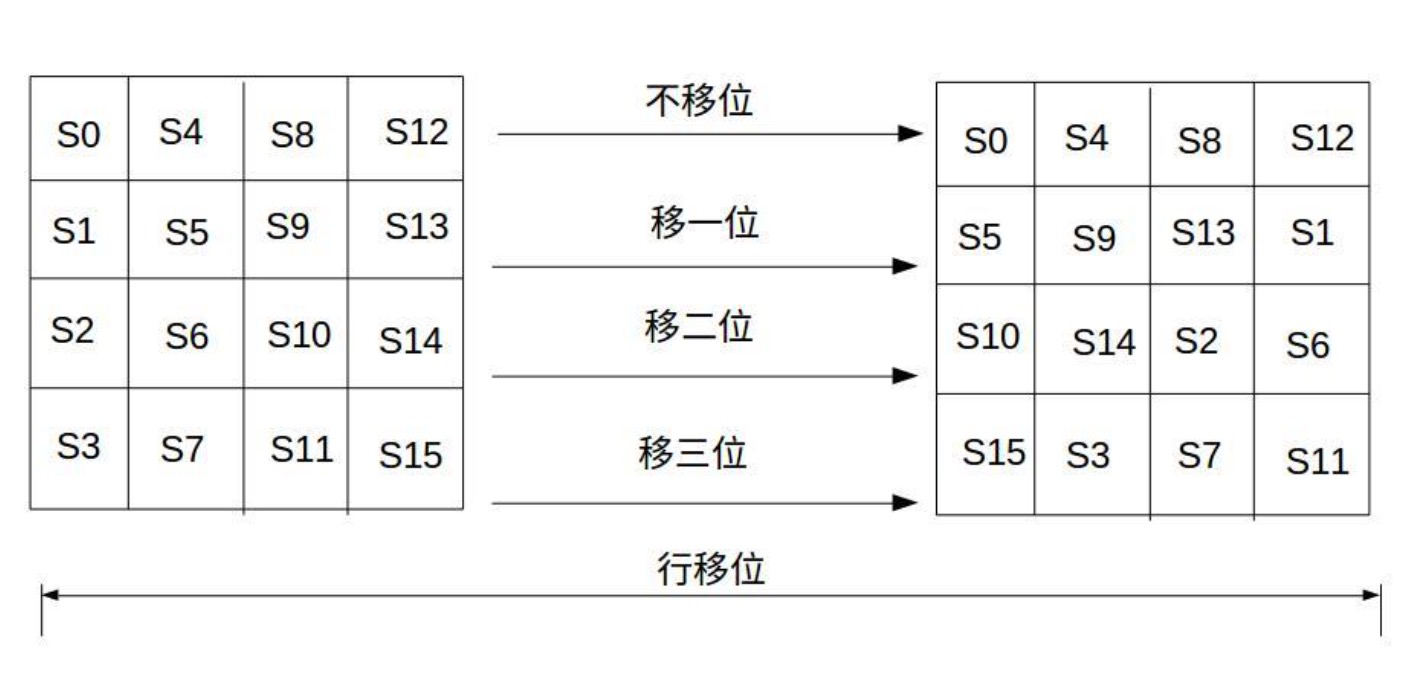 S0 S4 S8 S12 不移位 S0 S4 S8 S12
S1 S5 S9 S13 移一位 S5 S9 S13 S1
S2 S6 S10 S14 移二位 S10 S14 S2 S6
S3 S7 S11 S15 移三位 S15 S3 S7 S11
行移位